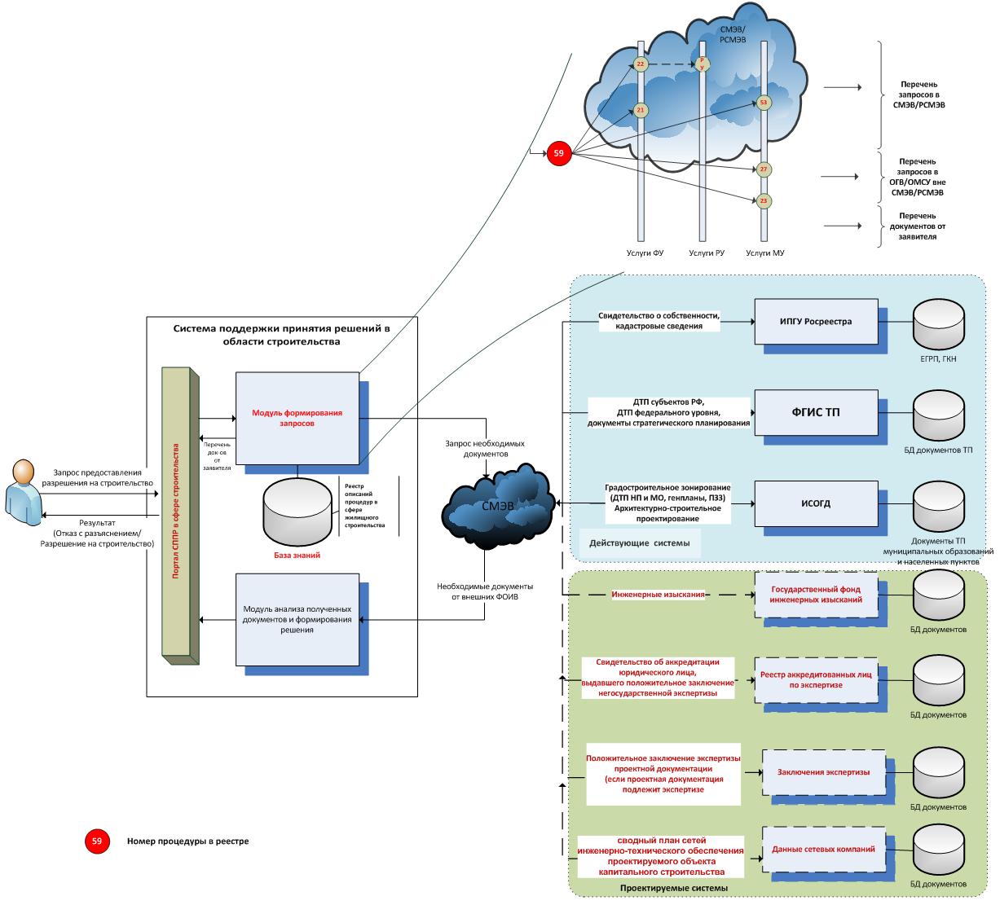 СМЭВ/
РСМЭВ
22
Р
У
21
53
59
27
23
Услуги ФУ
Услуги РУ
Услуги МУ
Перечень
запросов в
СМЭВ/РСМЭВ
Перечень
запросов в
ОГВ/ОМСУ вне
СМЭВ/РСМЭВ
Перечень
документов от
заявителя
Система поддержки принятия решений в
области строительства
Портал СППР в сфере строительства
Модуль формирования
запросов
Перечень
док-ов
от
заявителя
Реестр
описаний
процедур в
сфере
жилищного
строительства
База знаний
Модуль анализа полученных
документов и формирования
решения
Запрос предоставления
разрешения на строительство
Результат
(Отказ с разъяснением/
Разрешение на строительство)
Запрос необходимых
документов
СМЭВ
Необходимые документы
от внешних ФОИВ
Свидетельство о собственности,
кадастровые сведения
ИПГУ Росреестра
ЕГРП, ГКН
ДТП субъектов РФ,
ДТП федерального уровня,
документы стратегического планирования
ФГИС ТП
БД документов ТП
Градостроительное зонирование
(ДТП НП и МО, генпланы, ПЗЗ)
Архитектурно-строительное
проектирование
ИСОГД
Документы ТП
муниципальных образований
и населенных пунктов
Действующие системы
Инженерные изыскания
Государственный фонд
инженерных изысканий
БД документов
Свидетельство об аккредитации
юридического лица,
выдавшего положительное заключение
негосударственной экспертизы
Реестр аккредитованных лиц
по экспертизе
БД документов
Положительное заключение экспертизы
проектной документации
(если проектная документация
подлежит экспертизе
Заключения экспертизы
БД документов
сводный план сетей
инженерно-технического обеспечения
проектируемого объекта
капитального строительства
Данные сетевых компаний
БД документов
Проектируемые системы
59
Номер процедуры в реестре